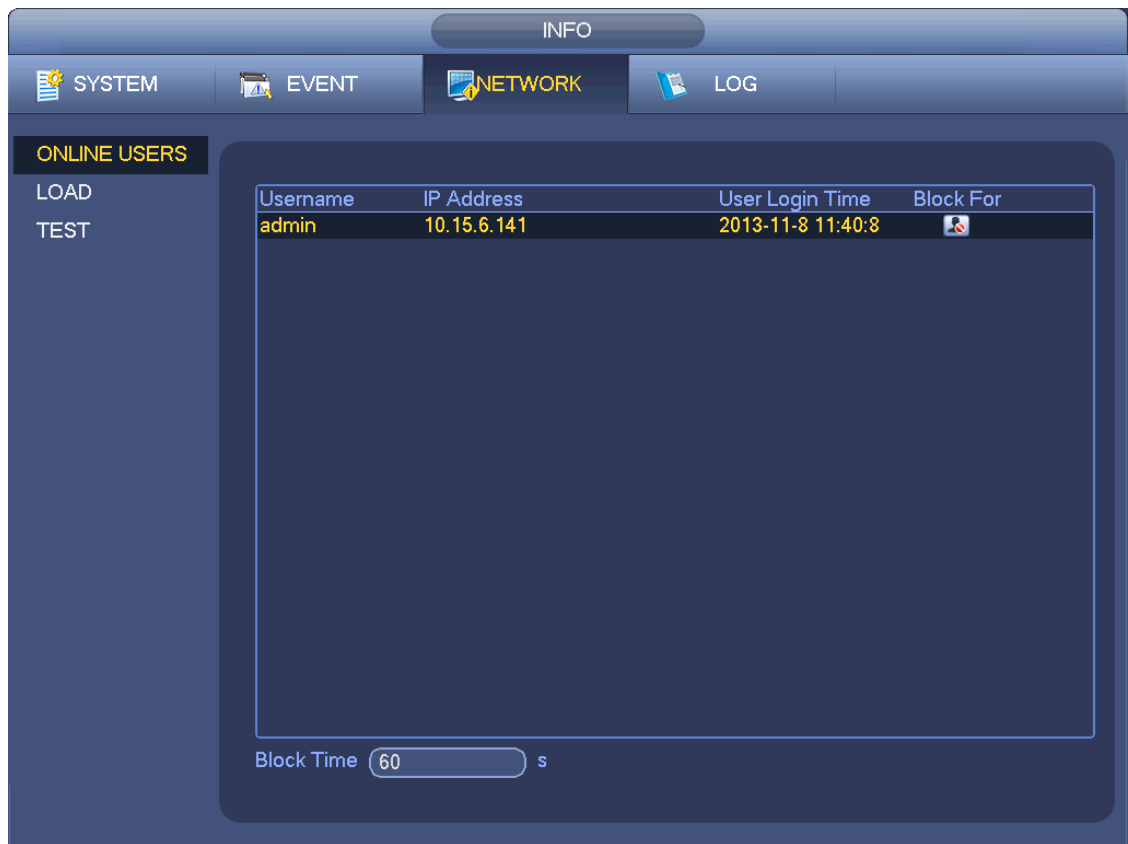 INFO
SYSTEM EVENT NETWORK LOG
ONLINE USERS
LOAD
TEST
Username IP Address User Login Time Block For
admin 10.15.6.141 2013-11-8 11:40:8
Block Time 60 s